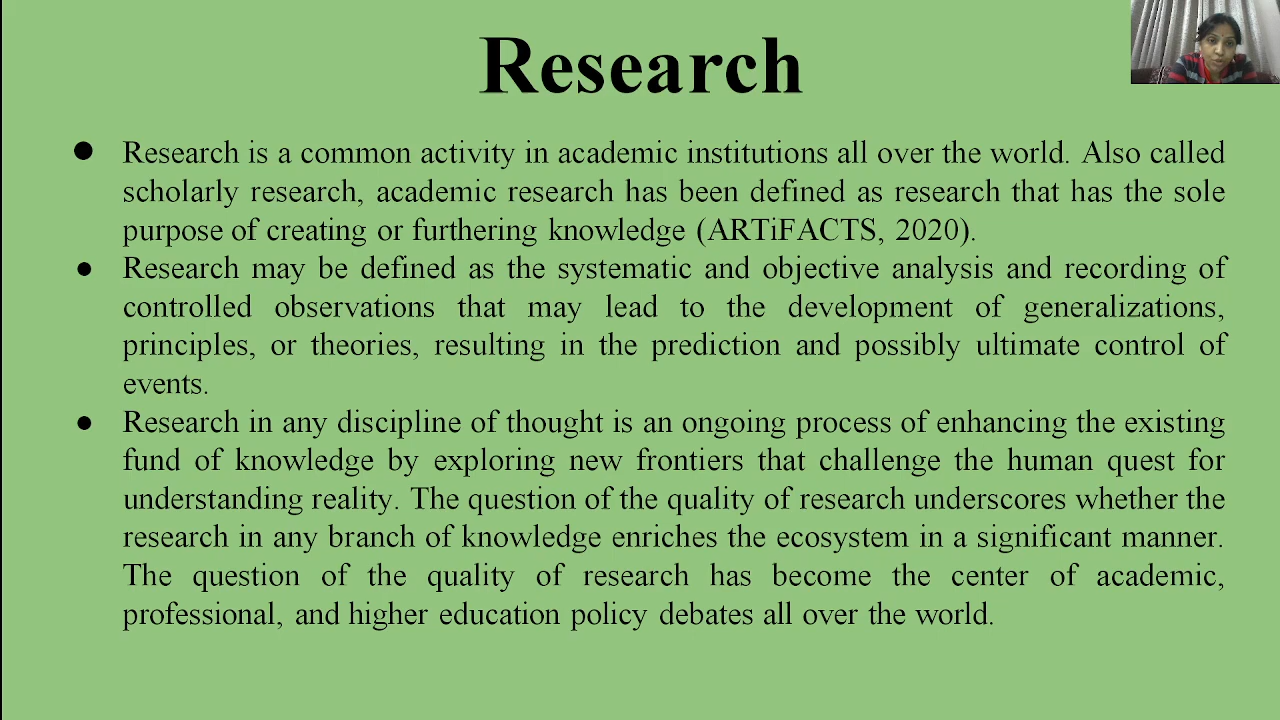 Research
● Research is a common activity in academic institutions all over the world. Also called
scholarly research, academic research has been defined as research that has the sole
purpose of creating or furthering knowledge (ARTiFACTS, 2020).
● Research may be defined as the systematic and objective analysis and recording of
controlled observations that may lead to the development of generalizations,
principles, or theories, resulting in the prediction and possibly ultimate control of
events.
● Research in any discipline of thought is an ongoing process of enhancing the existing
fund of knowledge by exploring new frontiers that challenge the human quest for
understanding reality. The question of the quality of research underscores whether the
research in any branch of knowledge enriches the ecosystem in a significant manner.
The question of the quality of research has become the center of academic,
professional, and higher education policy debates all over the world.